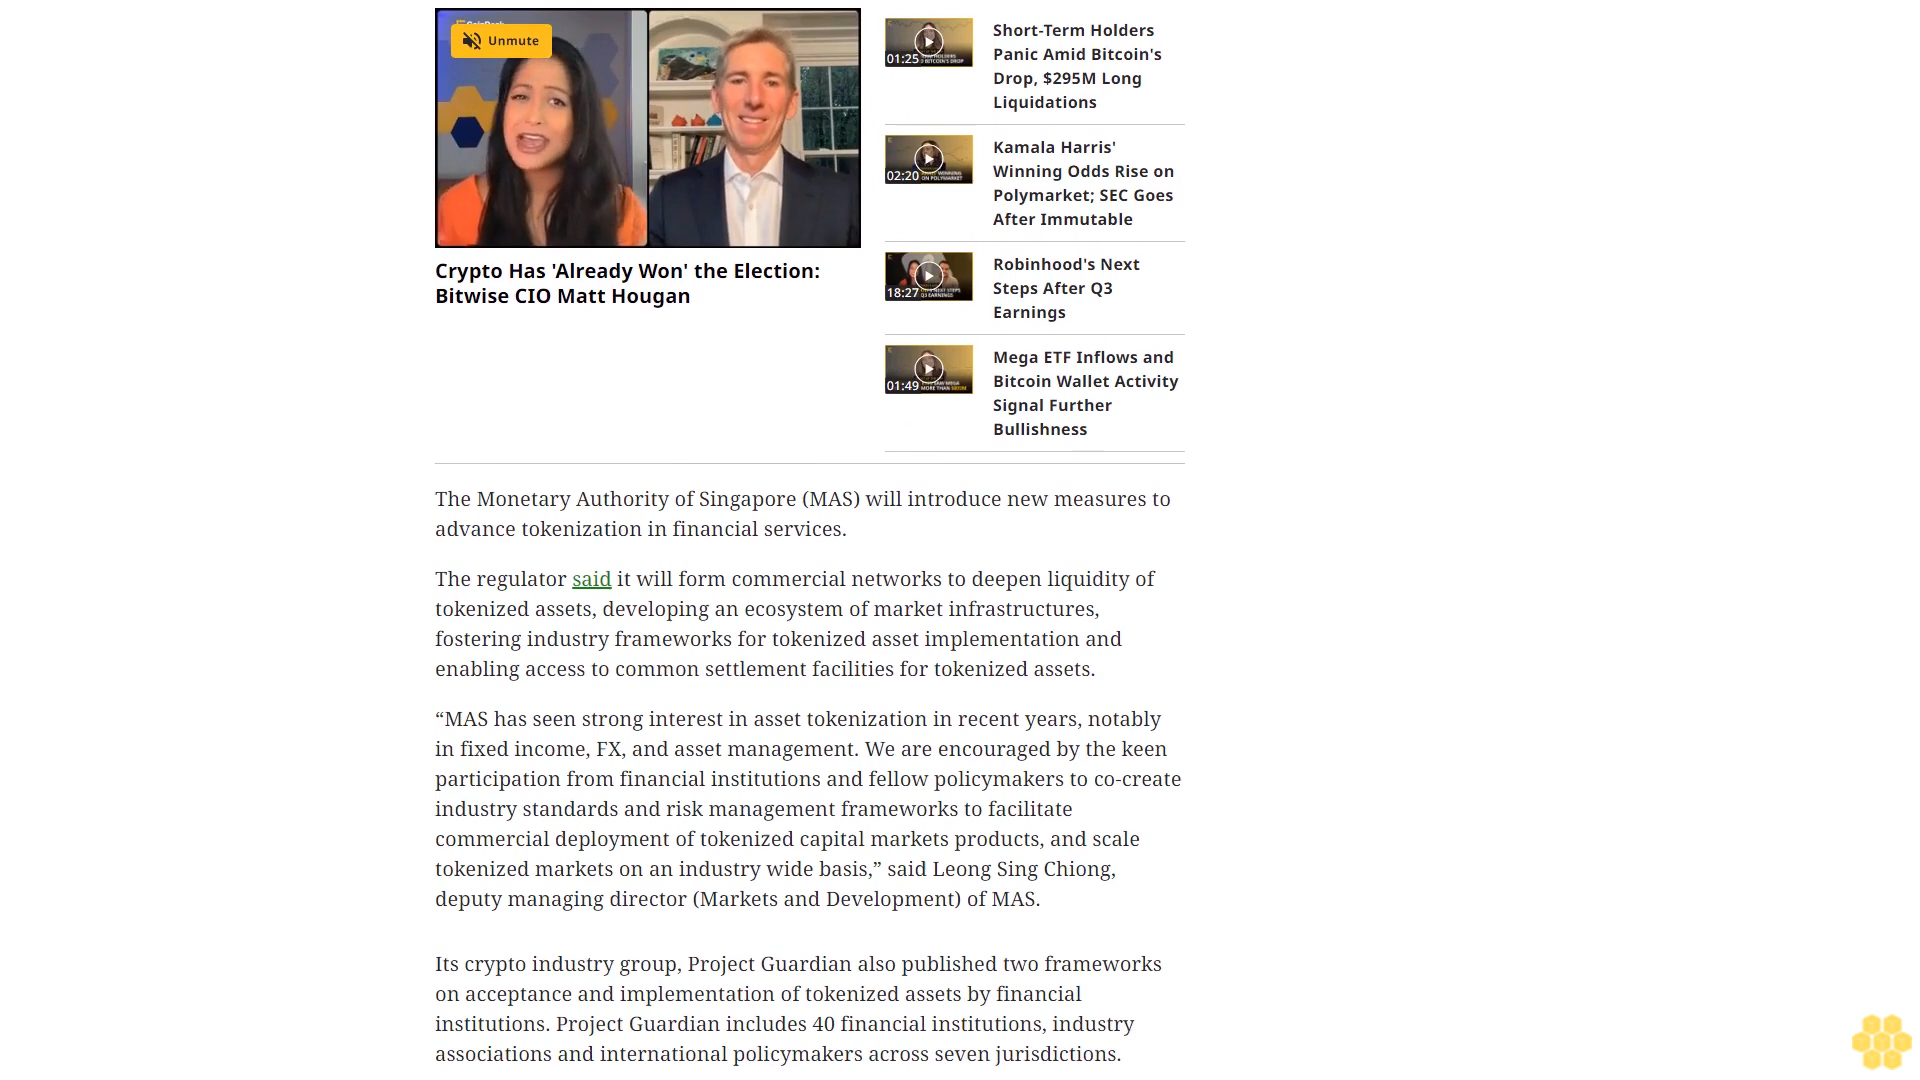 Unmute
Crypto Has 'Already Won' the Election:
Bitwise CIO Matt Hougan
01:25
Short-Term Holders
Panic Amid Bitcoin's
Drop, $295M Long
Liquidations
02:20
Kamala Harris'
Winning Odds Rise on
Polymarket; SEC Goes
After Immutable
18:27
Robinhood's Next
Steps After Q3
Earnings
01:49
Mega ETF Inflows and
Bitcoin Wallet Activity
Signal Further
Bullishness
The Monetary Authority of Singapore (MAS) will introduce new measures to
advance tokenization in financial services.
The regulator said it will form commercial networks to deepen liquidity of
tokenized assets, developing an ecosystem of market infrastructures,
fostering industry frameworks for tokenized asset implementation and
enabling access to common settlement facilities for tokenized assets.
“MAS has seen strong interest in asset tokenization in recent years, notably
in fixed income, FX, and asset management. We are encouraged by the keen
participation from financial institutions and fellow policymakers to co-create
industry standards and risk management frameworks to facilitate
commercial deployment of tokenized capital markets products, and scale
tokenized markets on an industry wide basis,” said Leong Sing Chiong,
deputy managing director (Markets and Development) of MAS.
Its crypto industry group, Project Guardian also published two frameworks
on acceptance and implementation of tokenized assets by financial
institutions. Project Guardian includes 40 financial institutions, industry
associations and international policymakers across seven jurisdictions.